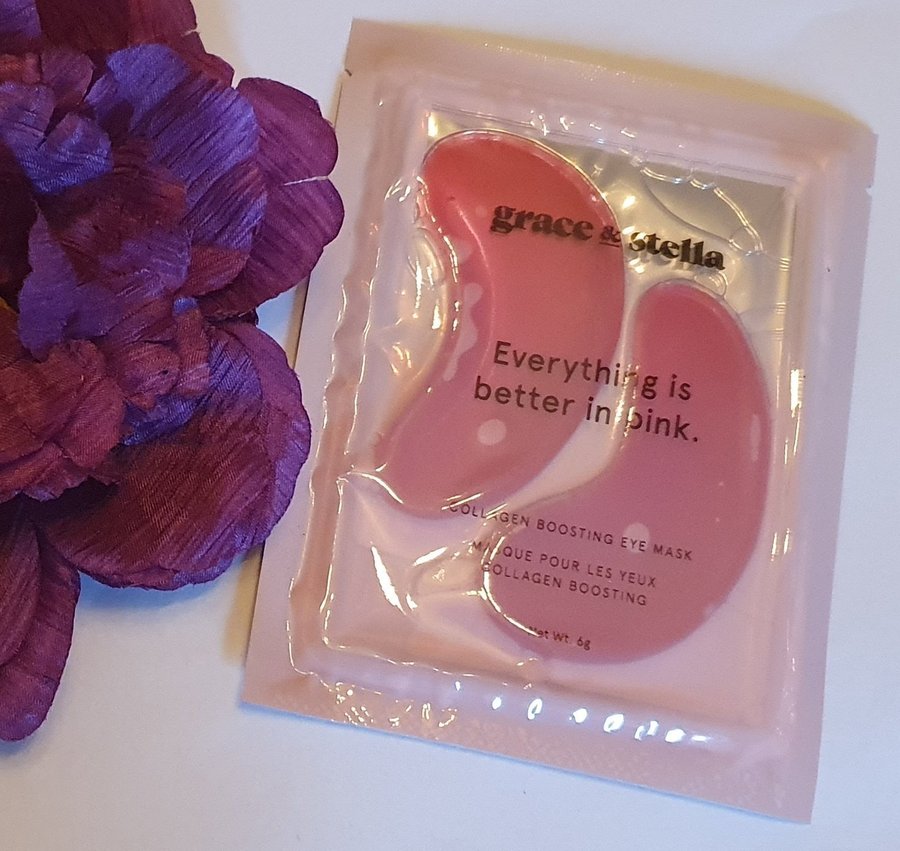 grace & stella
Everything is
better in pink.
COLLAGEN BOOSTING EYE MASK
MASQUE POUR LES YEUX
COLLAGEN BOOSTING
Net Wt. 6g